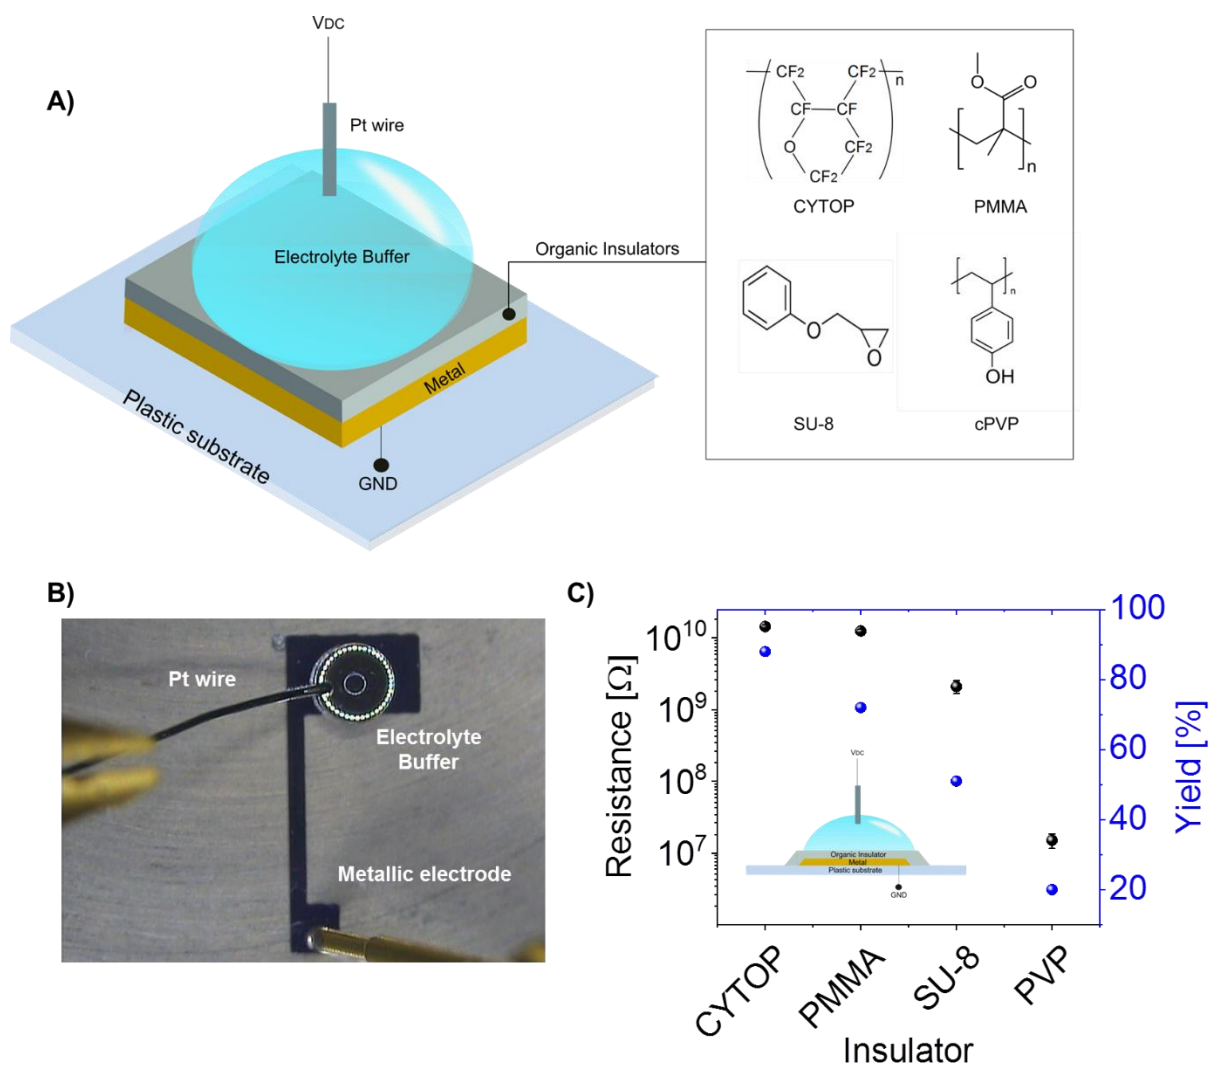 A)
VDC
Pt wire
Electrolyte Buffer
Organic Insulators
Metal
Plastic substrate
GND
CF2 CF2 n
CF CF
O CF2
CF2
CYTOP
O O
n
PMMA
O
O
SU-8
n
OH
cPVP
B)
Pt wire
Electrolyte
Buffer
Metallic electrode
C)
Resistance [Ω]
10^10
10^9
10^8
10^7
Yield [%]
100
80
60
40
20
VDC
Organic Insulator
Metal
Plastic substrate
GND
CYTOP
PMMA
SU-8
PVP
Insulator